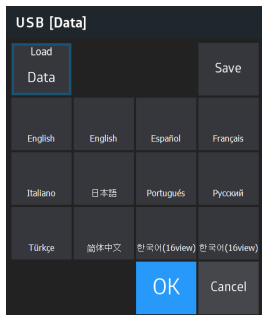 USB [Data]
Load
Data
Save
English
English
Español
Français
Italiano
日本語
Portugués
Русский
Türkçe
简体中文
한국어(16view)
한국어(16view)
OK
Cancel